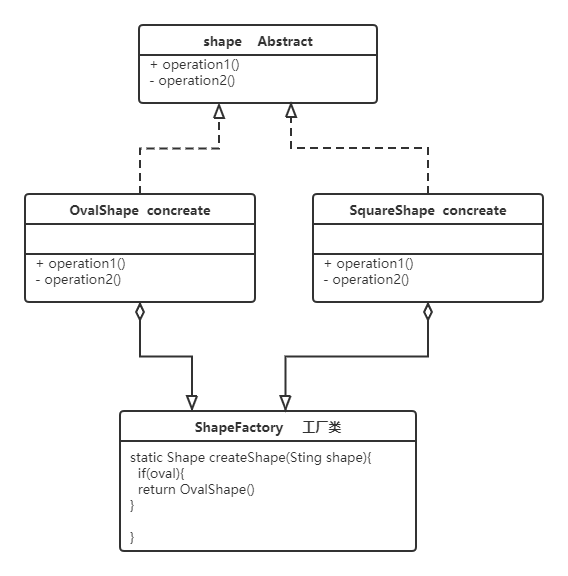 shape Abstract
+ operation1()
- operation2()
OvalShape concreate
+ operation1()
- operation2()
SquareShape concreate
+ operation1()
- operation2()
ShapeFactory 工厂类
static Shape createShape(Sting shape){
if(oval){
return OvalShape()
}
}